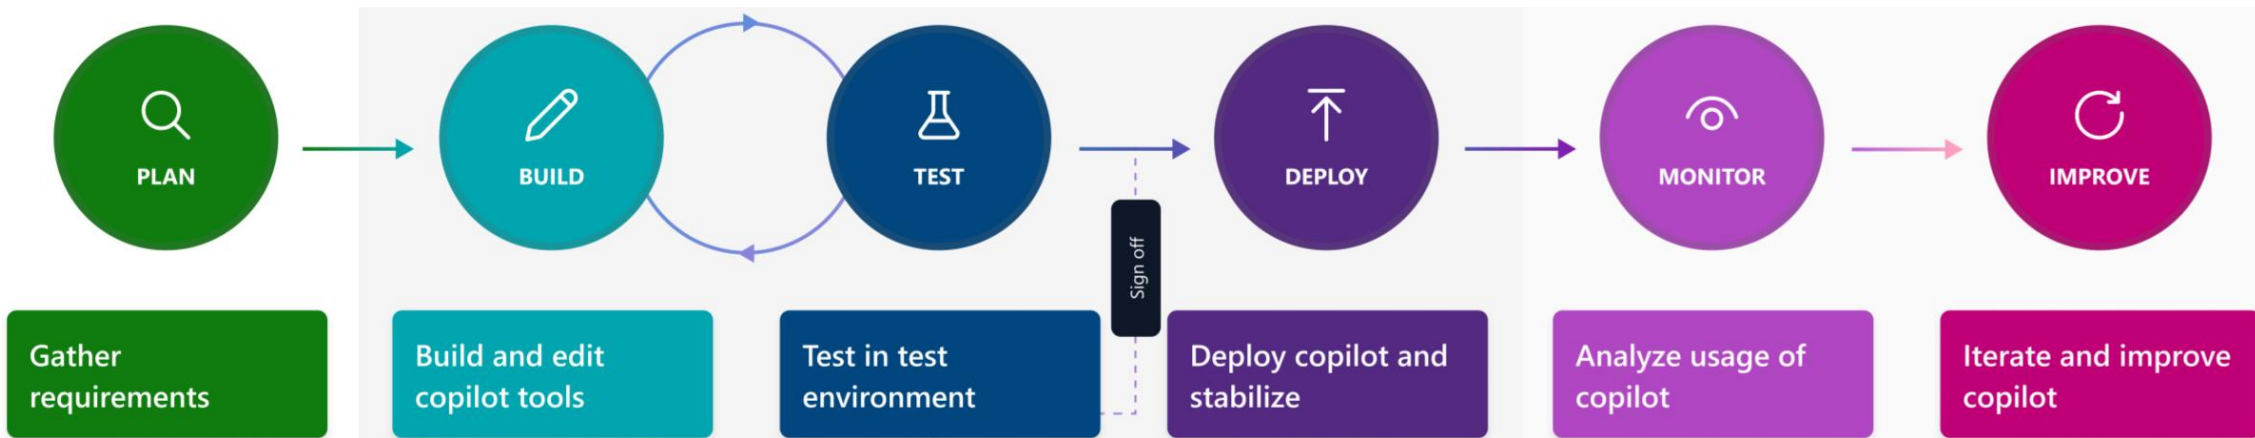 PLAN
BUILD
TEST
DEPLOY
MONITOR
IMPROVE
Sign off
Gather
requirements
Build and edit
copilot tools
Test in test
environment
Deploy copilot and
stabilize
Analyze usage of
copilot
Iterate and improve
copilot